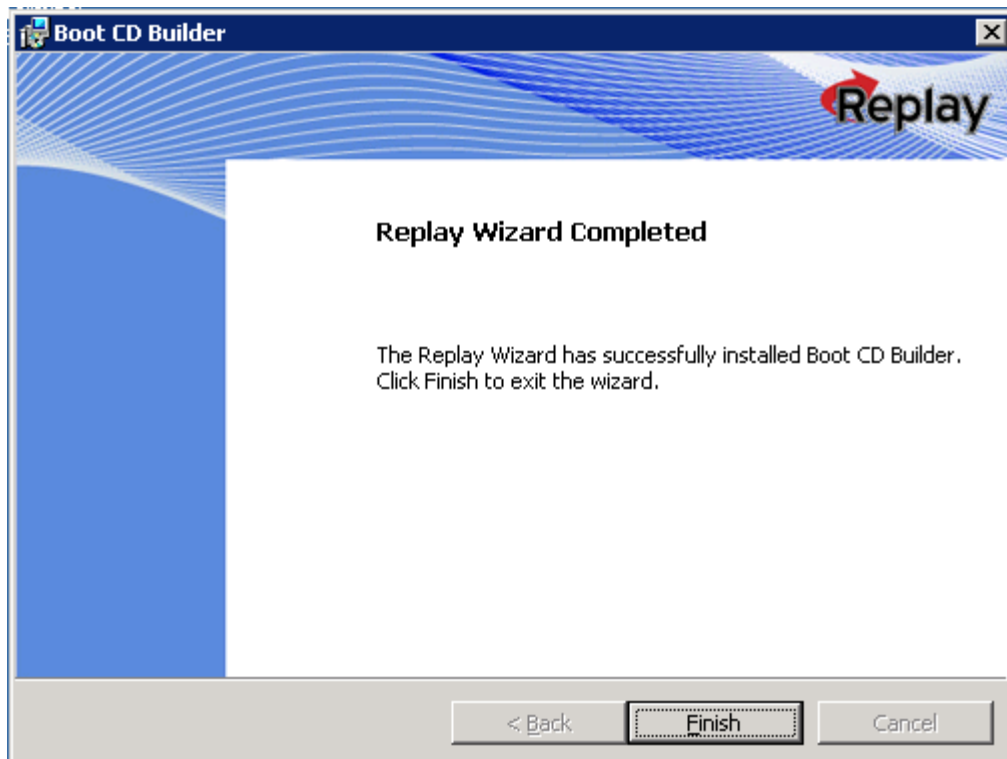 Boot CD Builder
Replay
Replay Wizard Completed
The Replay Wizard has successfully installed Boot CD Builder.
Click Finish to exit the wizard.
< Back
Finish
Cancel